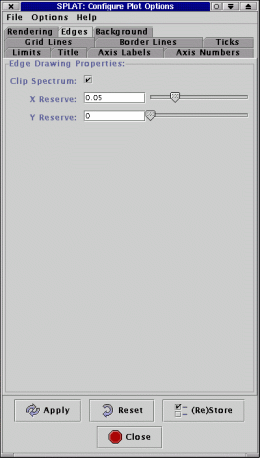 SPLAT: Configure Plot Options
File Options Help
Rendering Edges Background
Grid Lines Border Lines Ticks
Limits Title Axis Labels Axis Numbers
Edge Drawing Properties:
Clip Spectrum:
X Reserve: 0.05
Y Reserve: 0
Apply Reset (Re)Store
Close